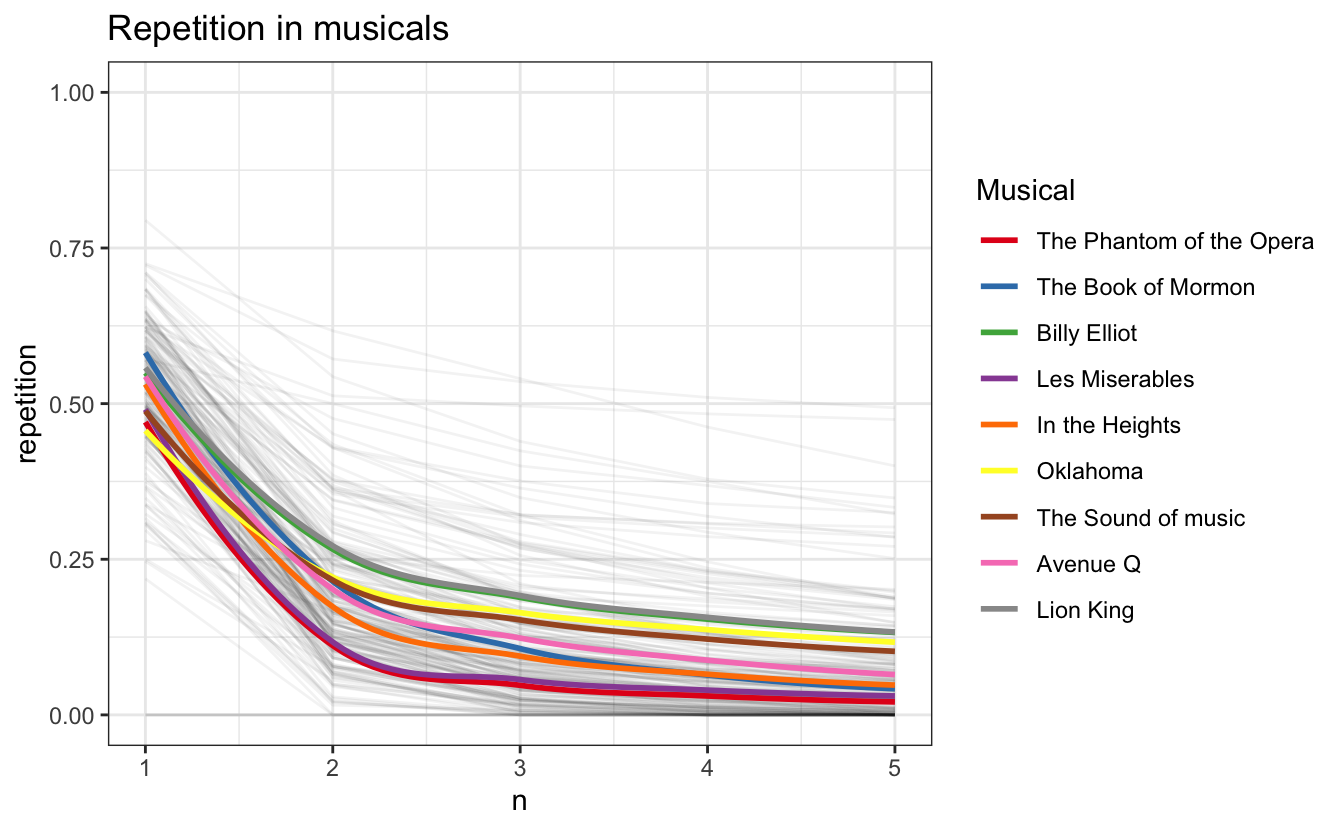 Repetition in musicals
1.00
0.75
0.50
0.25
0.00
repetition
1 2 3 4 5
n
Musical
The Phantom of the Opera
The Book of Mormon
Billy Elliot
Les Miserables
In the Heights
Oklahoma
The Sound of music
Avenue Q
Lion King